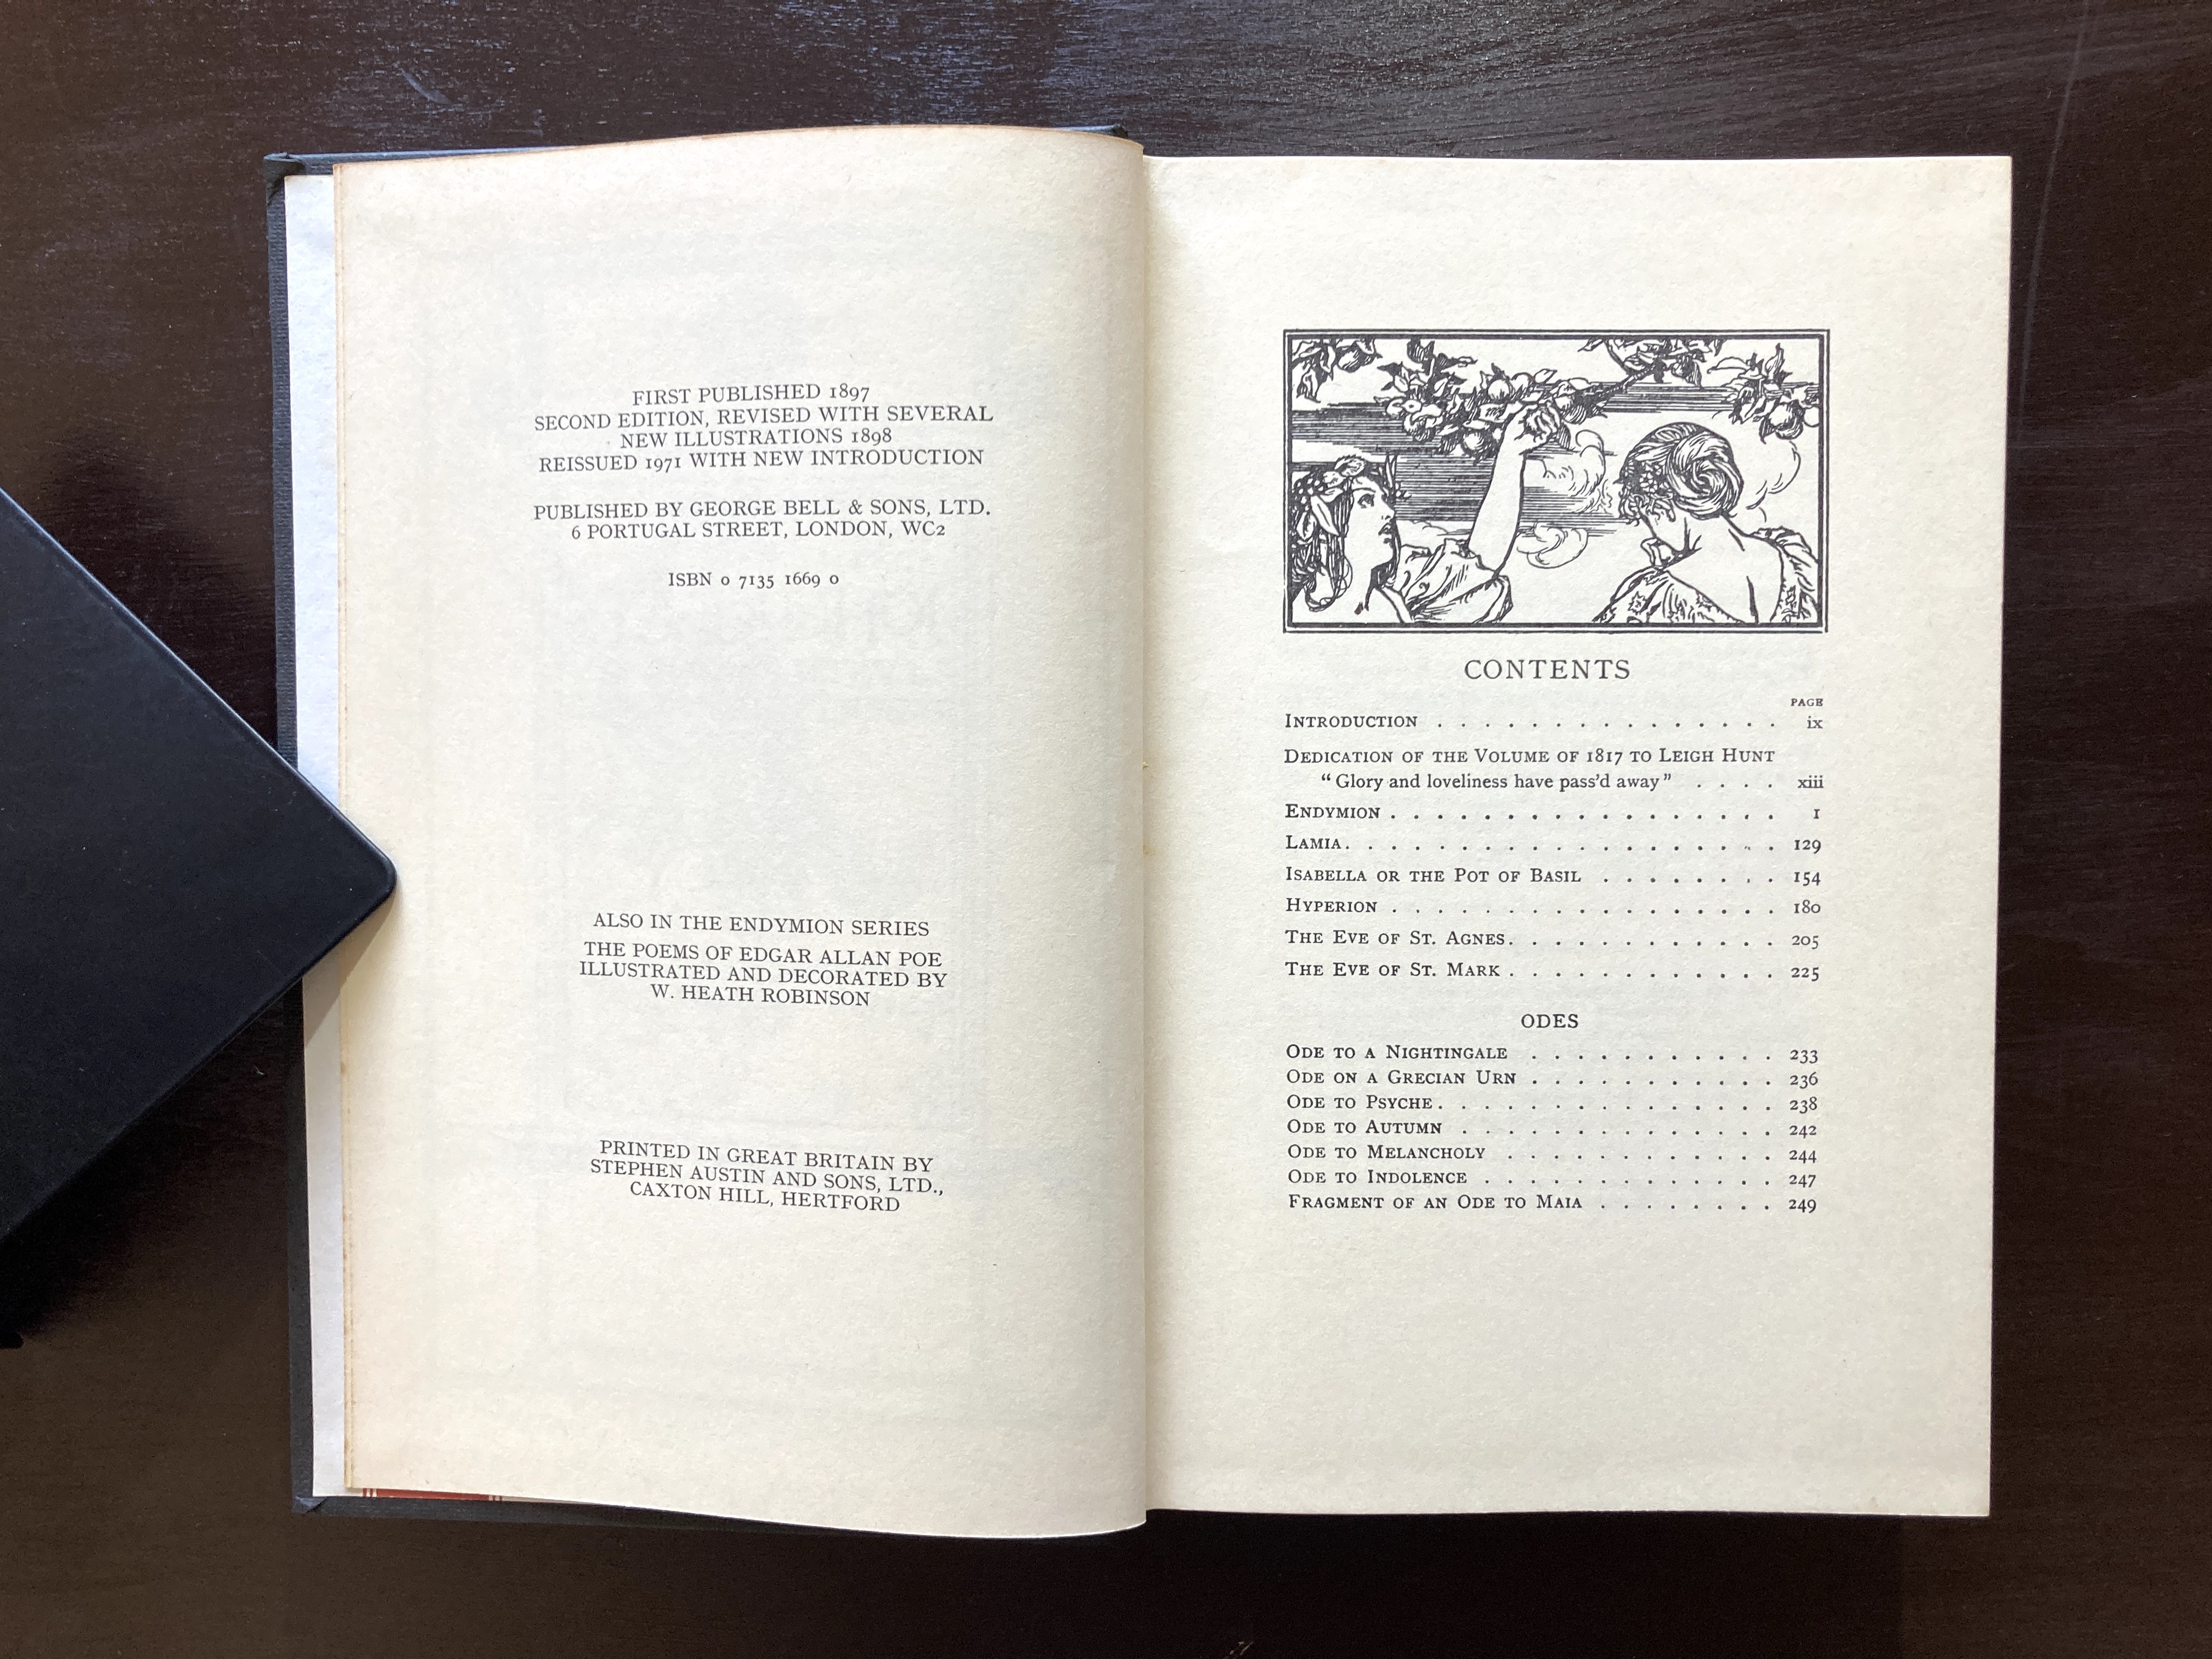 FIRST PUBLISHED 1897
SECOND EDITION, REVISED WITH SEVERAL
NEW ILLUSTRATIONS 1898
REISSUED 1971 WITH NEW INTRODUCTION
PUBLISHED BY GEORGE BELL & SONS, LTD.
6 PORTUGAL STREET, LONDON, WC2
ISBN 0 7135 1669 0
ALSO IN THE ENDYMION SERIES
THE POEMS OF EDGAR ALLAN POE
ILLUSTRATED AND DECORATED BY
W. HEATH ROBINSON
PRINTED IN GREAT BRITAIN BY
STEPHEN AUSTIN AND SONS, LTD.,
CAXTON HILL, HERTFORD
CONTENTS
PAGE
INTRODUCTION . . . . . . . . . . . . . . . ix
DEDICATION OF THE VOLUME OF 1817 TO LEIGH HUNT
"Glory and loveliness have pass'd away" . . . . xiii
ENDYMION . . . . . . . . . . . . . . . . . 1
LAMIA . . . . . . . . . . . . . . . . . . . 129
ISABELLA OR THE POT OF BASIL . . . . . . . . 154
HYPERION . . . . . . . . . . . . . . . . . 180
THE EVE OF ST. AGNES . . . . . . . . . . . . 205
THE EVE OF ST. MARK . . . . . . . . . . . . 225
ODES
ODE TO A NIGHTINGALE . . . . . . . . . . . 233
ODE ON A GRECIAN URN . . . . . . . . . . . 236
ODE TO PSYCHE . . . . . . . . . . . . . . . 238
ODE TO AUTUMN . . . . . . . . . . . . . . 242
ODE TO MELANCHOLY . . . . . . . . . . . . 244
ODE TO INDOLENCE . . . . . . . . . . . . . 247
FRAGMENT OF AN ODE TO MAIA . . . . . . . . 249